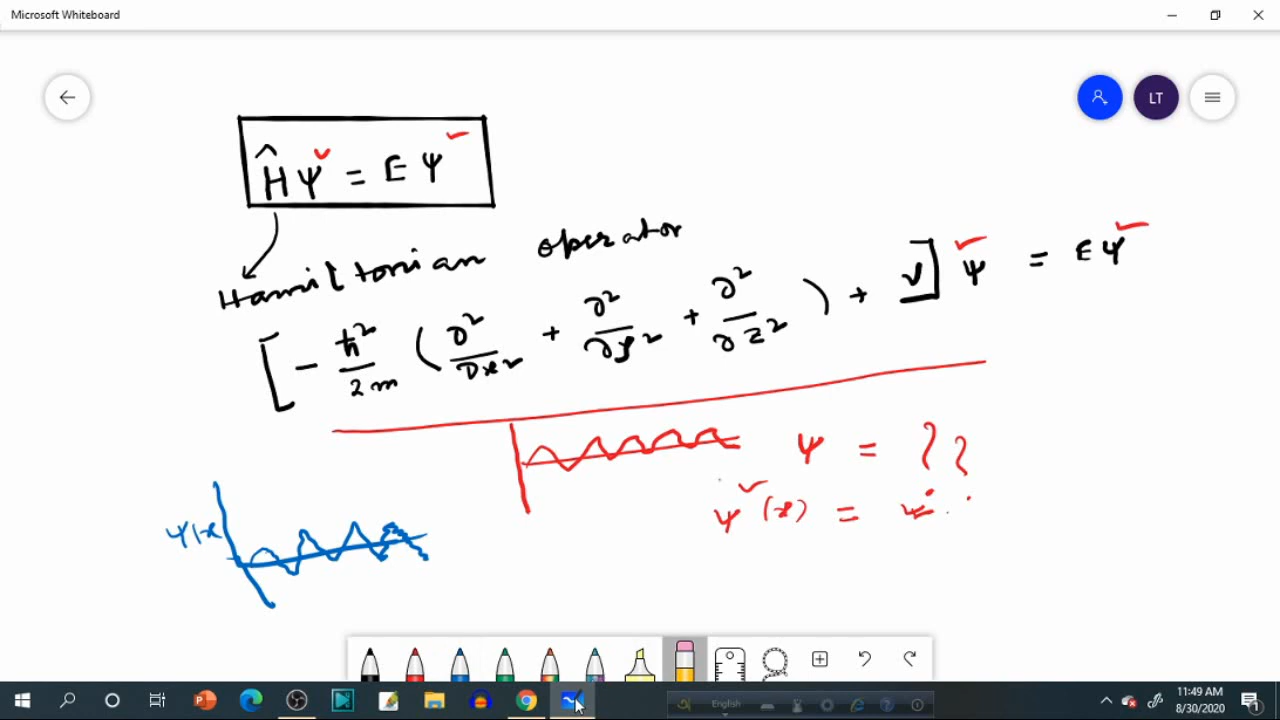 Microsoft Whiteboard
LT
Ĥψ = Eψ
Hamiltonian operator
[-ħ²/2m (∂²/∂x² + ∂²/∂y² + ∂²/∂z²) + V] ψ = Eψ
ψ = ??
ψ(x) =
ψ(x
English
11:49 AM
8/30/2020